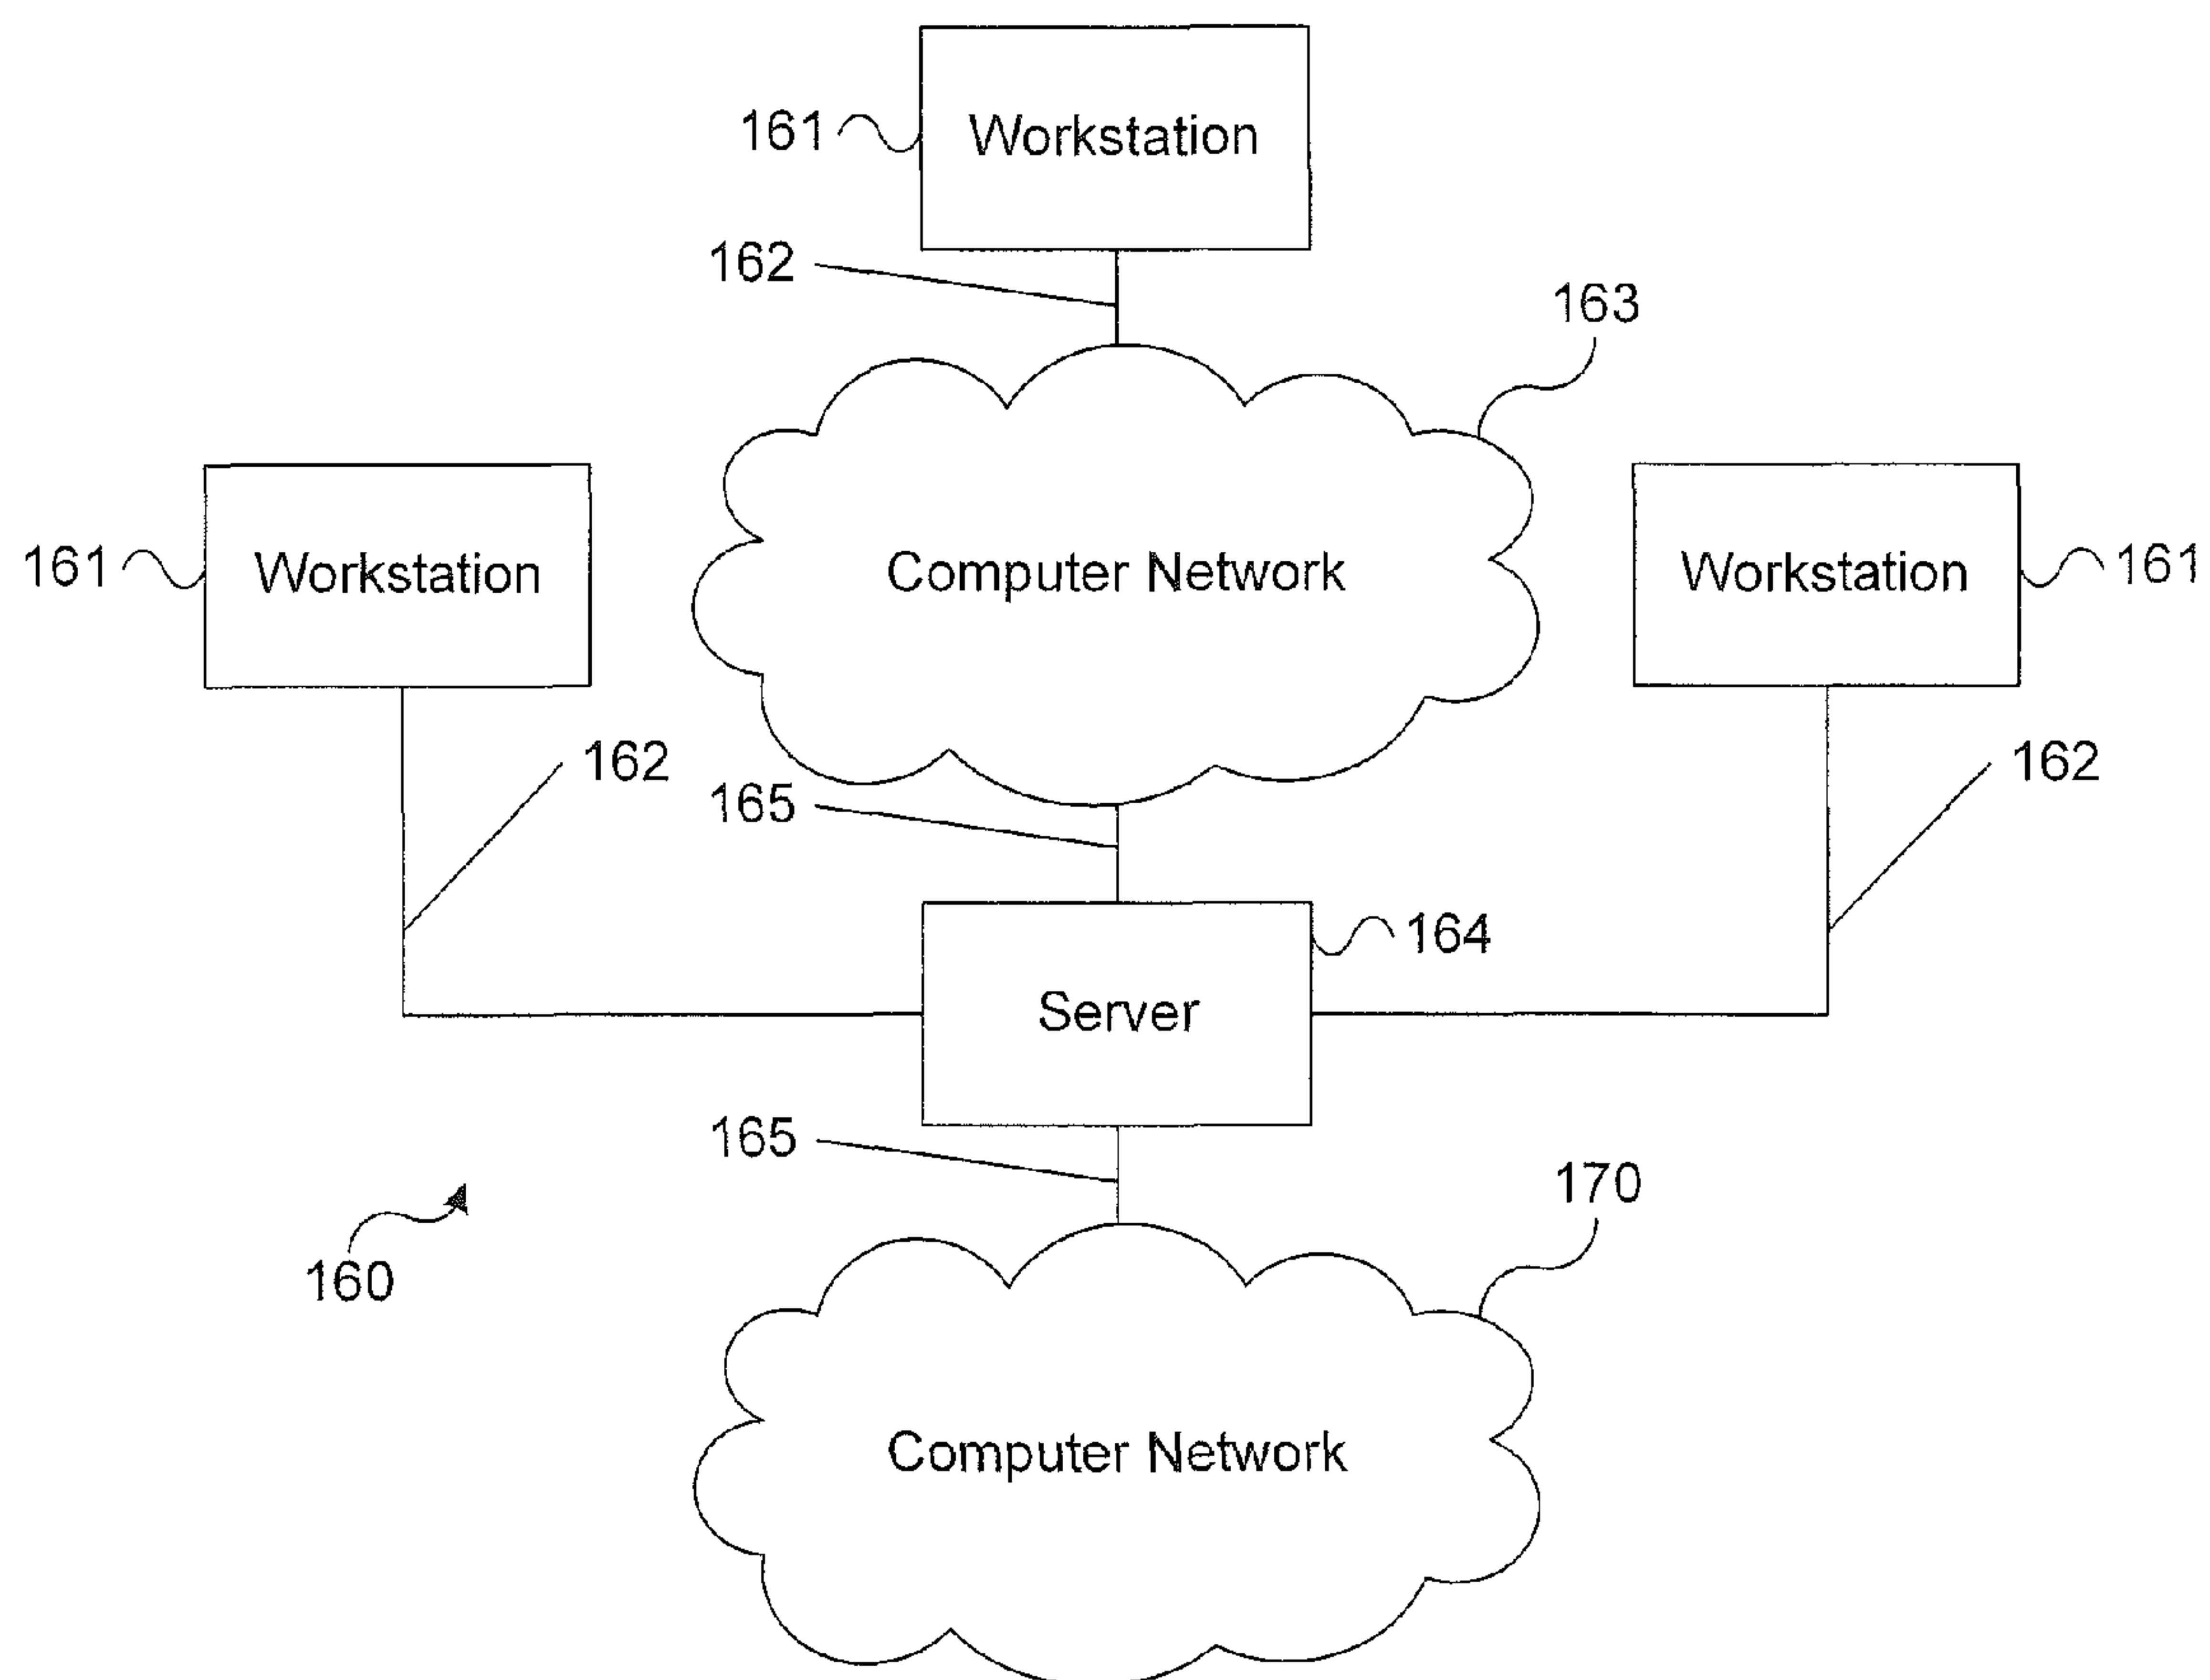 161
Workstation
162
163
161
Workstation
Computer Network
Workstation
161
162
165
162
164
Server
165
170
160
Computer Network